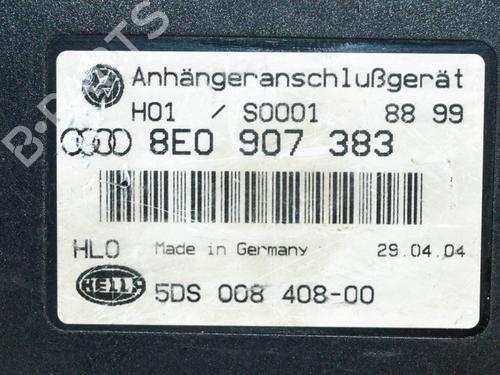 Anhängeranschlußgerät
H01 / S0001 88 99
8E0 907 383
HLO Made in Germany 29.04.04
HELLA 5DS 008 408-00
B-PARTS